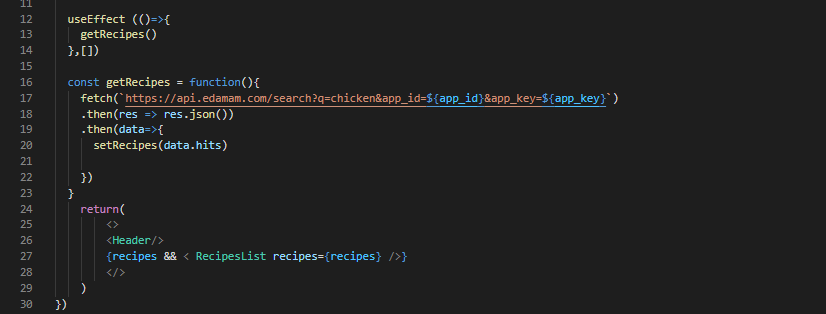 11
12 useEffect (()=>{
13 getRecipes()
14 },[])
15
16 const getRecipes = function(){
17 fetch(`https://api.edamam.com/search?q=chicken&app_id=${app_id}&app_key=${app_key}`)
18 .then(res => res.json())
19 .then(data=>{
20 setRecipes(data.hits)
21
22 })
23 }
24 return(
25 <>
26 <Header/>
27 {recipes && < RecipesList recipes={recipes} />}
28 </>
29 )
30 })